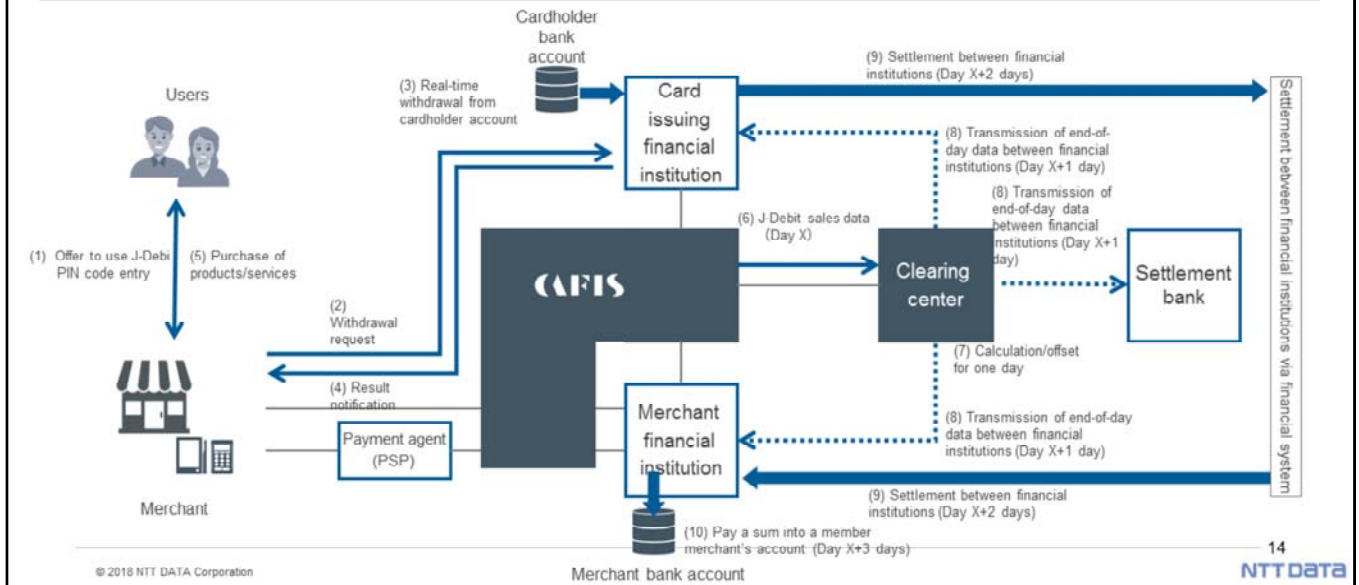 Cardholder
bank
account
(9) Settlement between financial
institutions (Day X+2 days)
(3) Real-time
withdrawal from
cardholder account
Card
issuing
financial
institution
Users
(8) Transmission of end-of-
day data between financial
institutions (Day X+1 day)
(8) Transmission of
end-of-day data
between financial
institutions (Day X+1
day)
(6) J-Debit sales data
(Day X)
(1) Offer to use J-Debi
PIN code entry
(5) Purchase of
products/services
CAFIS
Clearing
center
Settlement
bank
Settlement between financial institutions via financial system
(2)
Withdrawal
request
(7) Calculation/offset
for one day
(4) Result
notification
Merchant
financial
institution
(8) Transmission of end-of-day
data between financial
institutions (Day X+1 day)
Payment agent
(PSP)
Merchant
(9) Settlement between financial
institutions (Day X+2 days)
(10) Pay a sum into a member
merchant's account (Day X+3 days)
Merchant bank account
14
© 2018 NTT DATA Corporation
NTT DATA